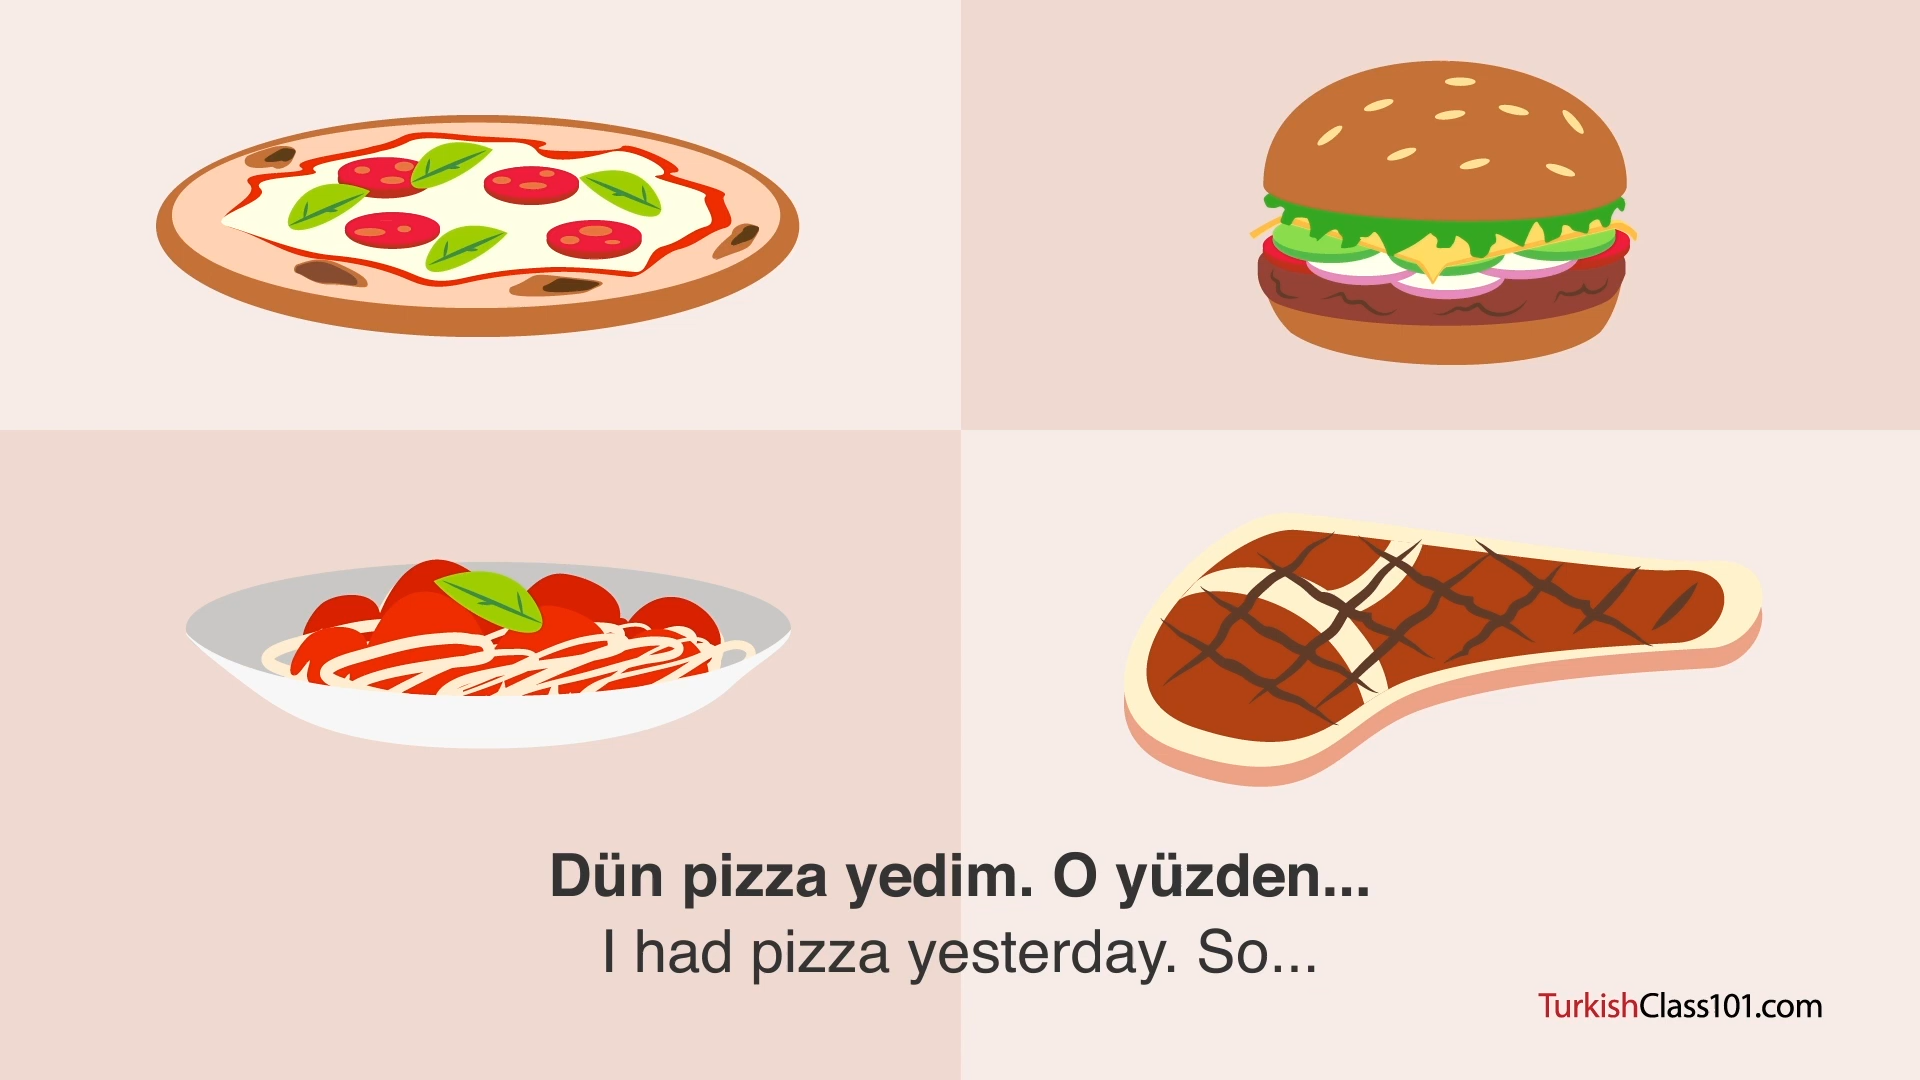 Dün pizza yedim. O yüzden...
I had pizza yesterday. So...
TurkishClass101.com